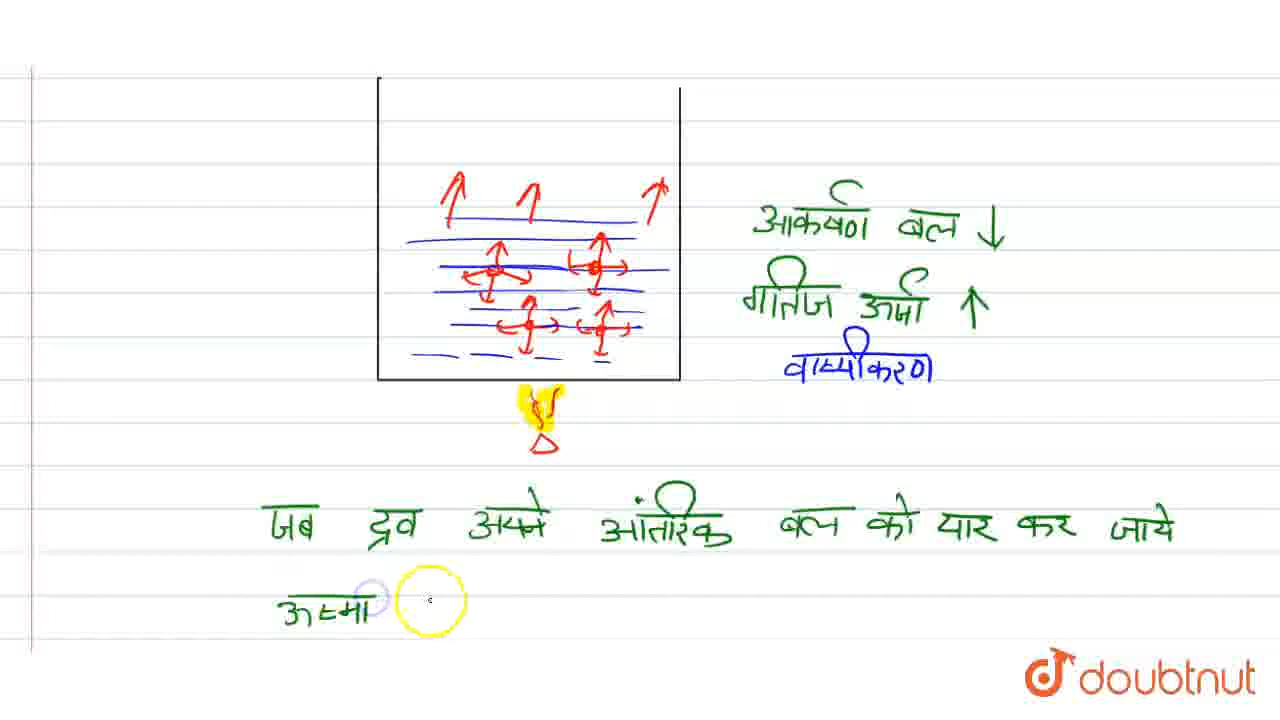 आकर्षण बल ↓
गतिज ऊर्जा ↑
वाष्पीकरण
Δ
जब द्रव अपने आंतरिक बल को पार कर जाये
ऊष्मा
doubtnut